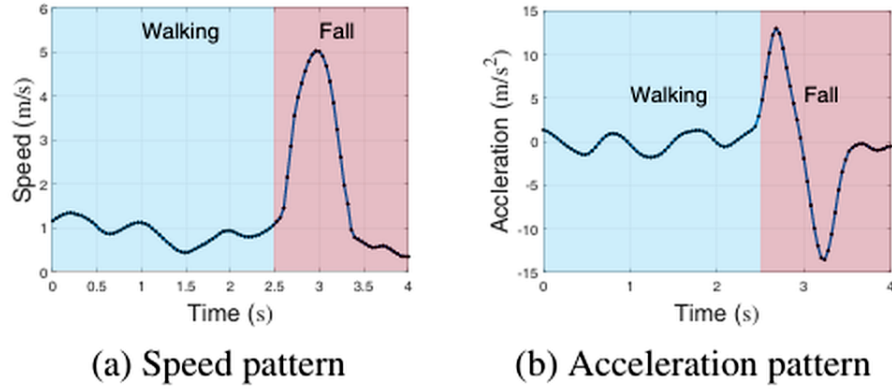 6
5
4
3
2
1
0
Speed (m/s)
Walking
Fall
0 0.5 1 1.5 2 2.5 3 3.5 4
Time (s)
(a) Speed pattern
15
10
5
0
-5
-10
-15
Accleration (m/s²)
Walking
Fall
0 1 2 3 4
Time (s)
(b) Acceleration pattern